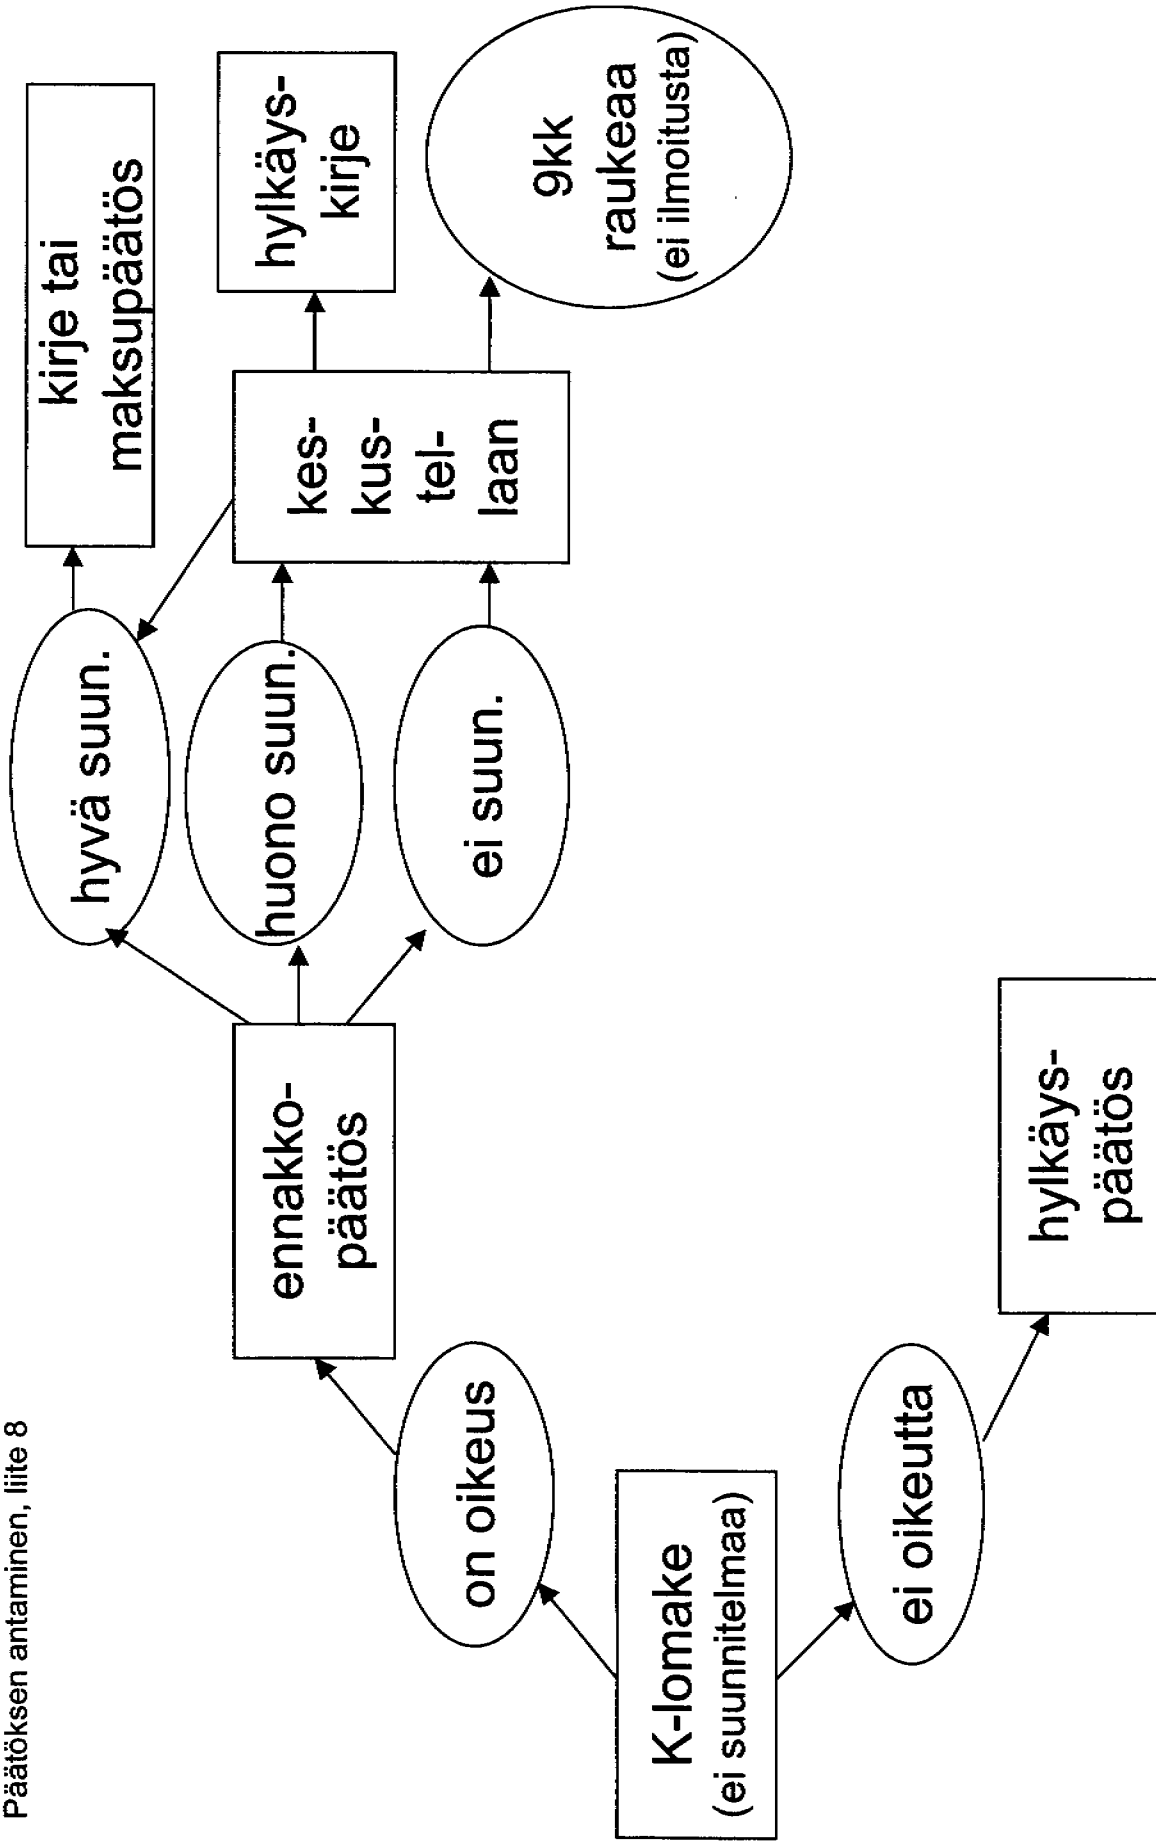 Päätöksen antaminen, liite 8
K-lomake
(ei suunnitelmaa)
on oikeus
ei oikeutta
ennakko-
päätös
hylkäys-
päätös
hyvä suun.
huono suun.
ei suun.
kes-
kus-
tel-
laan
kirje tai
maksupäätös
hylkäys-
kirje
9kk
raukeaa
(ei ilmoitusta)